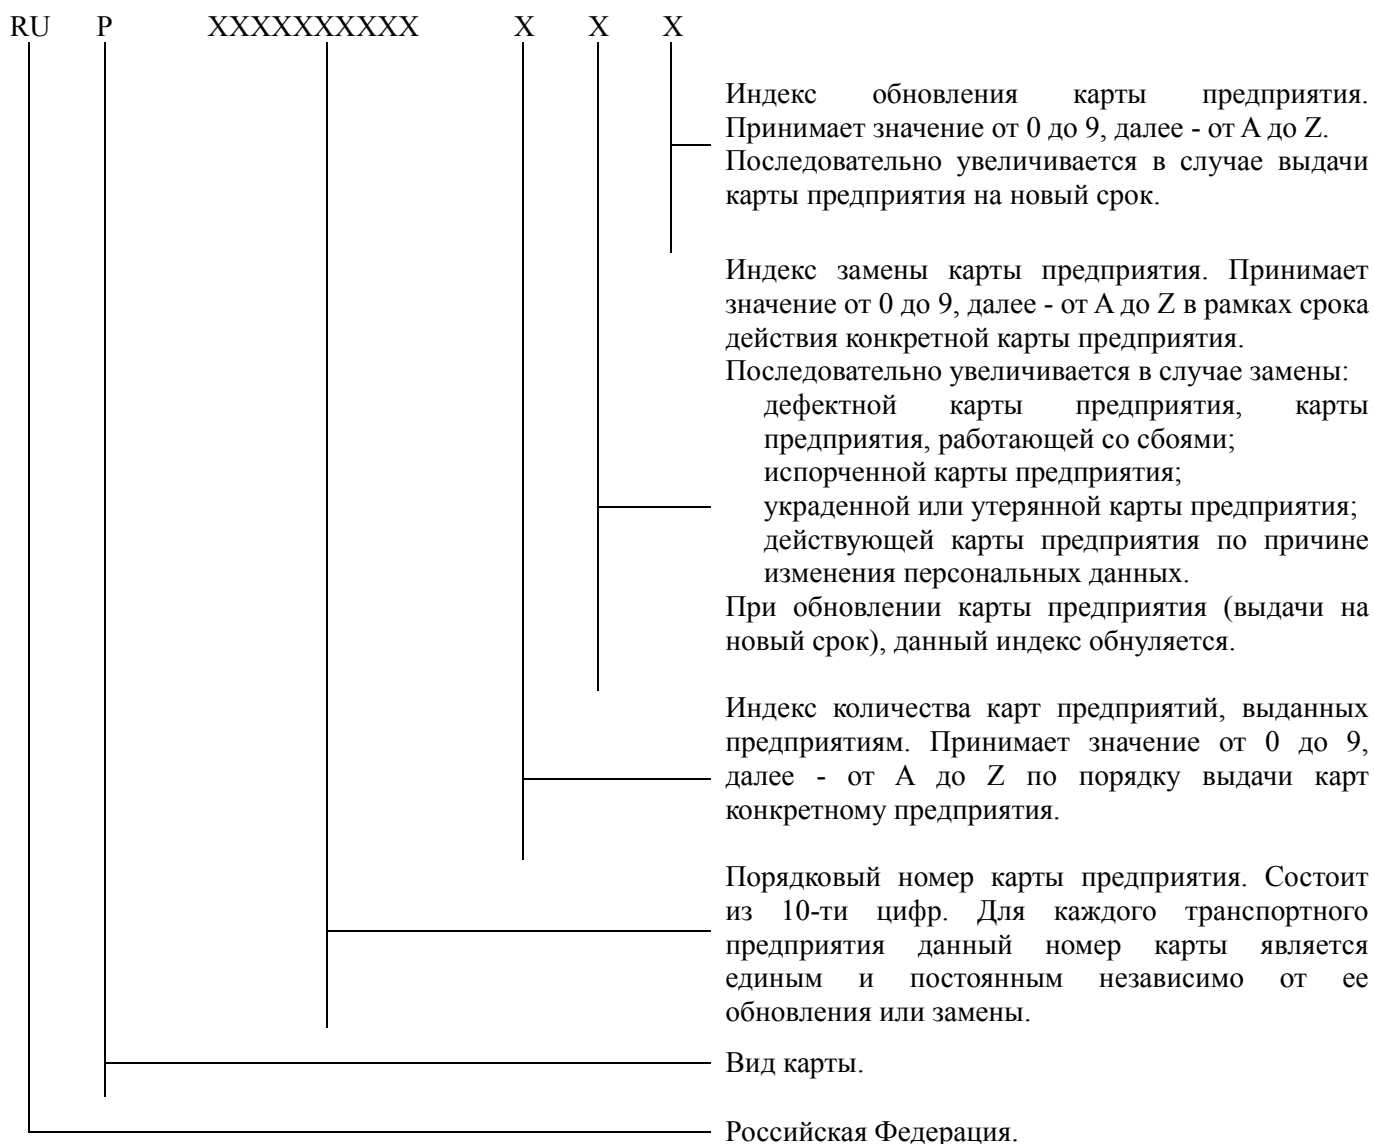 RU P XXXXXXXXXX X X X
Индекс обновления карты предприятия.
Принимает значение от 0 до 9, далее - от A до Z.
Последовательно увеличивается в случае выдачи
карты предприятия на новый срок.
Индекс замены карты предприятия. Принимает
значение от 0 до 9, далее - от A до Z в рамках срока
действия конкретной карты предприятия.
Последовательно увеличивается в случае замены:
дефектной карты предприятия, карты
предприятия, работающей со сбоями;
испорченной карты предприятия;
украденной или утерянной карты предприятия;
действующей карты предприятия по причине
изменения персональных данных.
При обновлении карты предприятия (выдачи на
новый срок), данный индекс обнуляется.
Индекс количества карт предприятий, выданных
предприятиям. Принимает значение от 0 до 9,
далее - от A до Z по порядку выдачи карт
конкретному предприятия.
Порядковый номер карты предприятия. Состоит
из 10-ти цифр. Для каждого транспортного
предприятия данный номер карты является
единым и постоянным независимо от ее
обновления или замены.
Вид карты.
Российская Федерация.